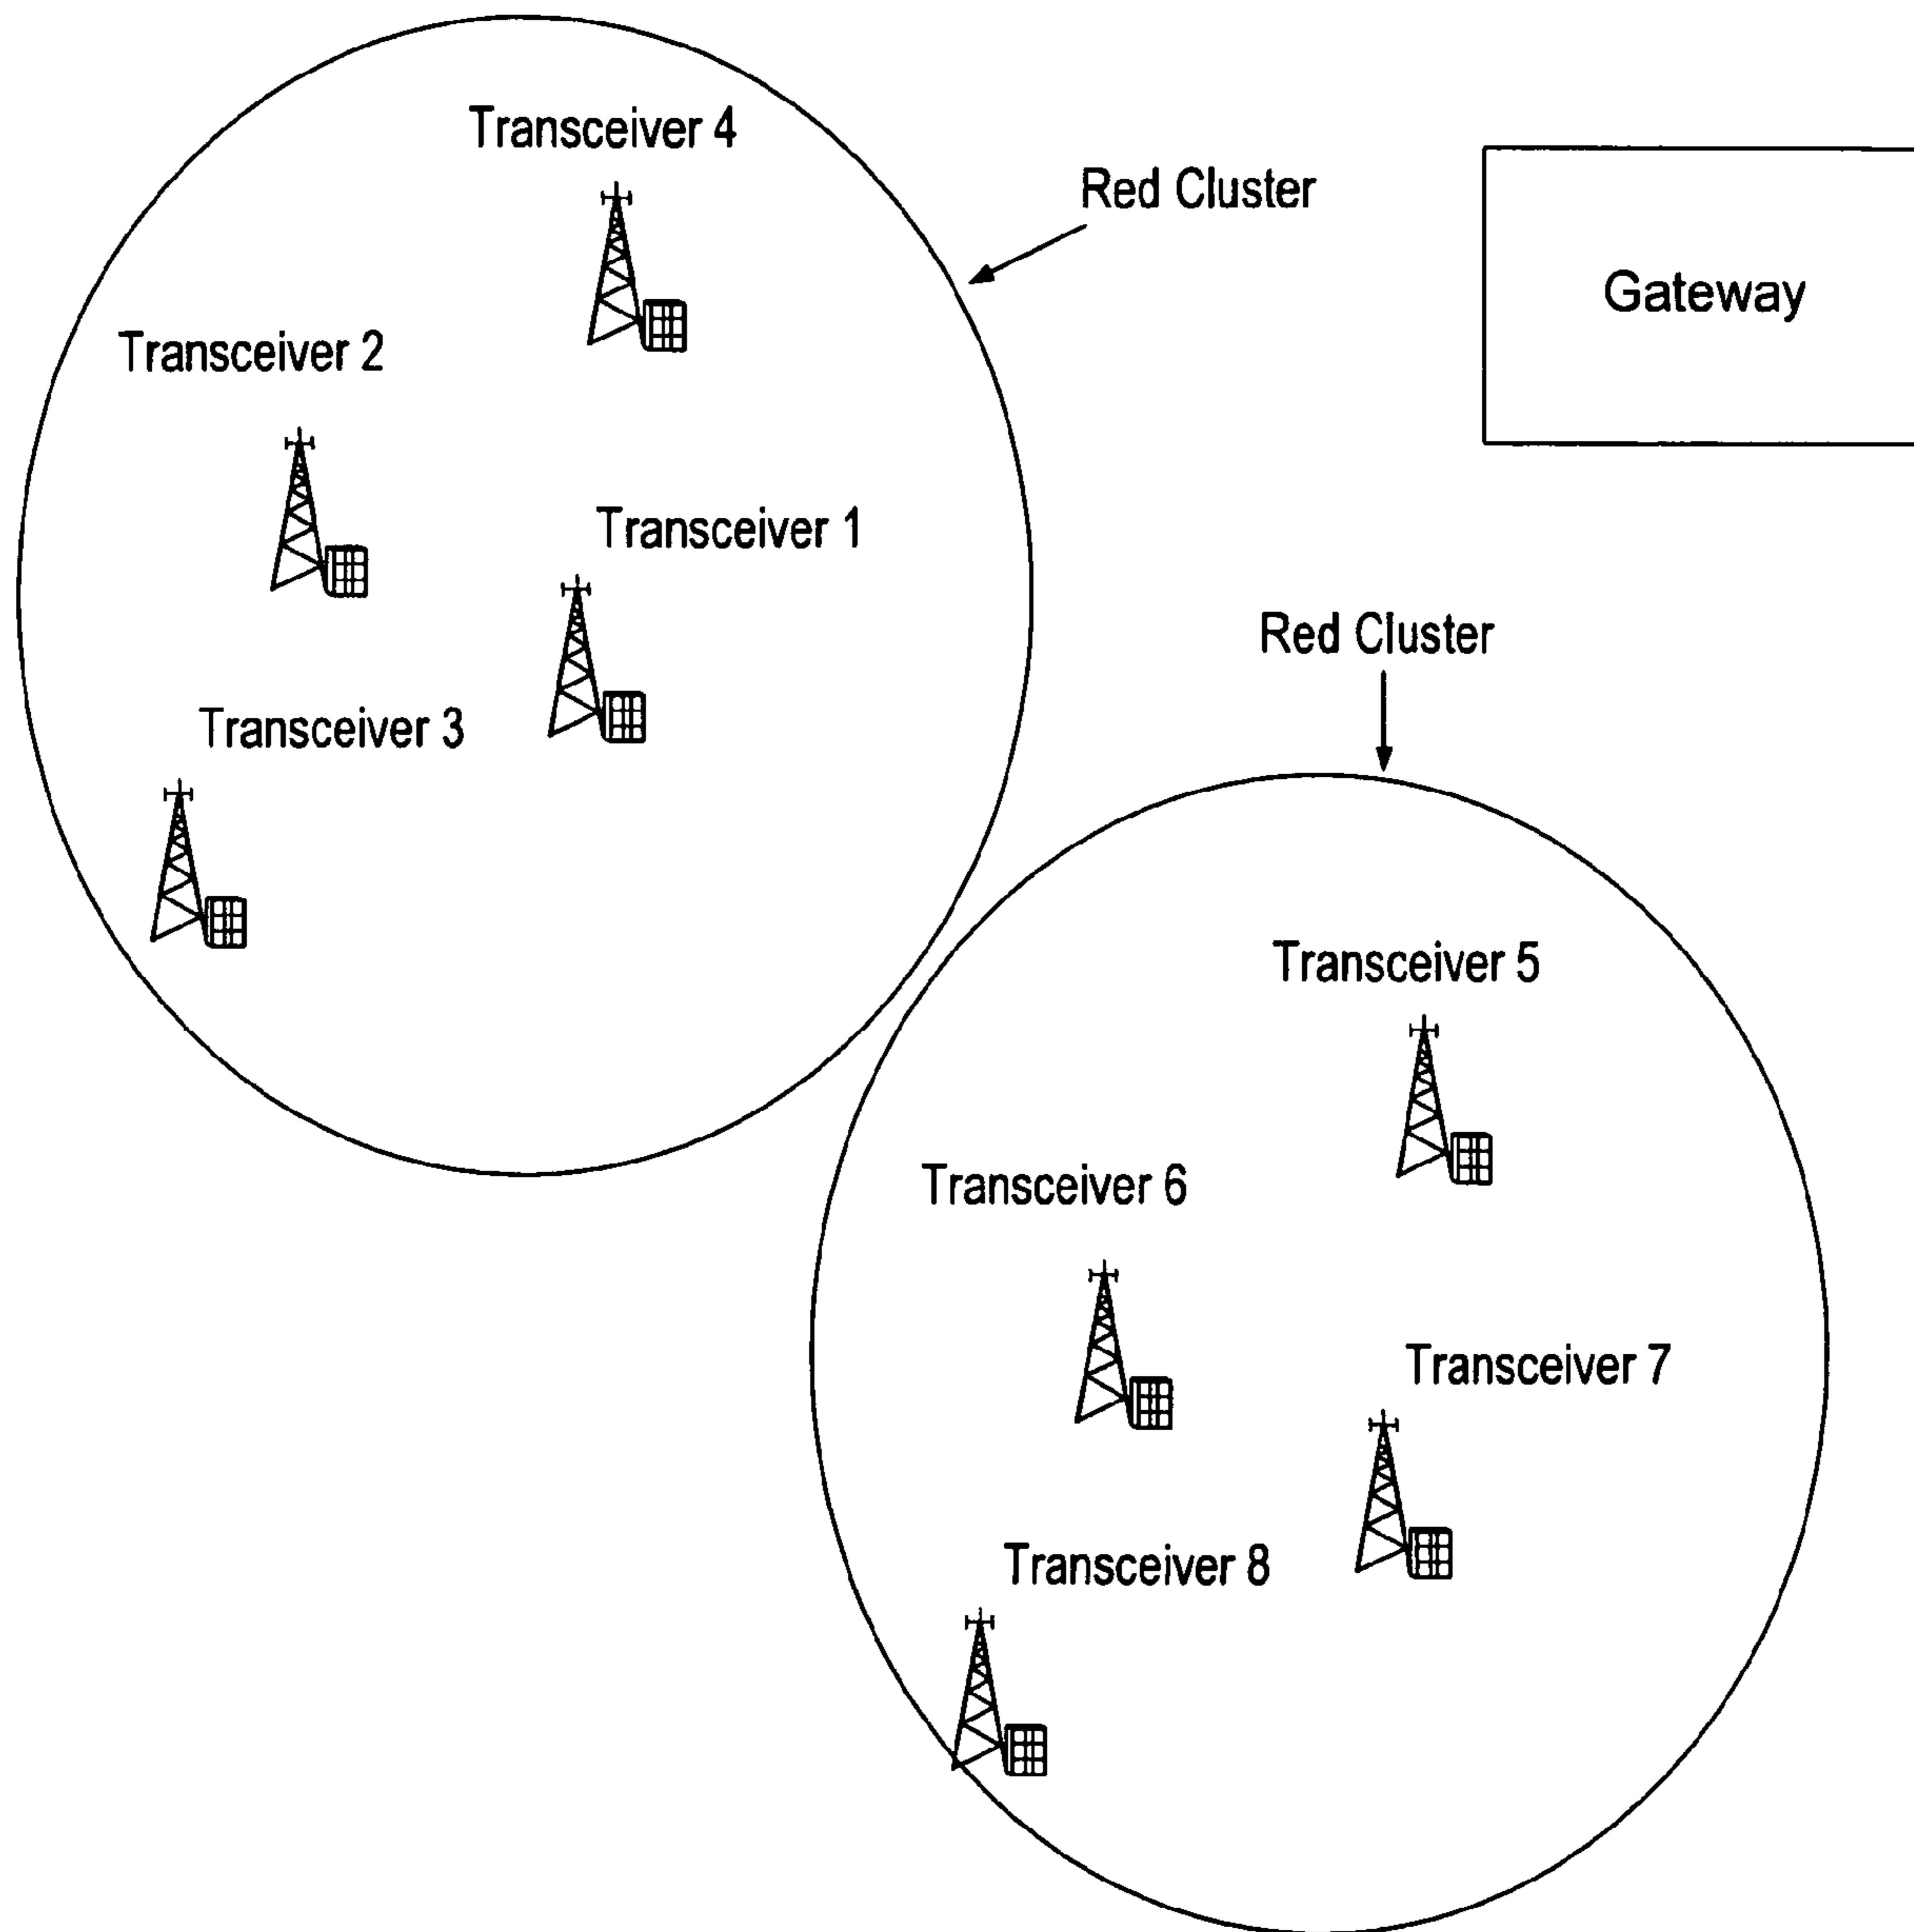 Transceiver 4
Red Cluster
Gateway
Transceiver 2
Transceiver 1
Red Cluster
Transceiver 3
Transceiver 5
Transceiver 6
Transceiver 7
Transceiver 8